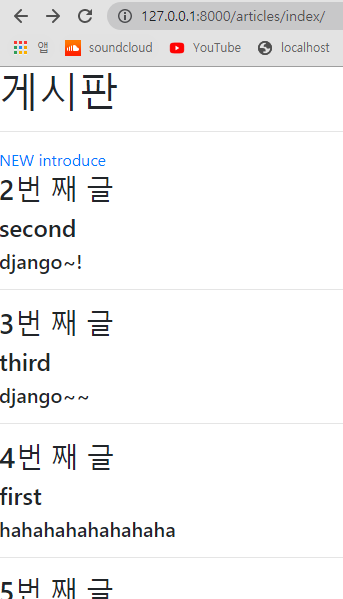 127.0.0.1:8000/articles/index/
앱 soundcloud YouTube localhost
게시판
NEW introduce
2번 째 글
second
django~!
3번 째 글
third
django~~
4번 째 글
first
hahahahahahahaha
5번 째 글